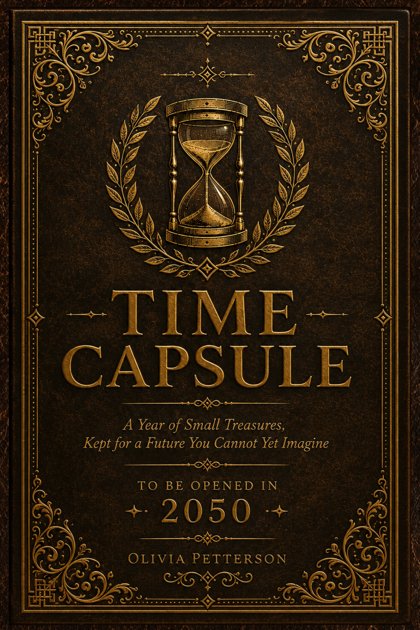 TIME
CAPSULE
A Year of Small Treasures,
Kept for a Future You Cannot Yet Imagine
TO BE OPENED IN
2050
OLIVIA PETTERSON